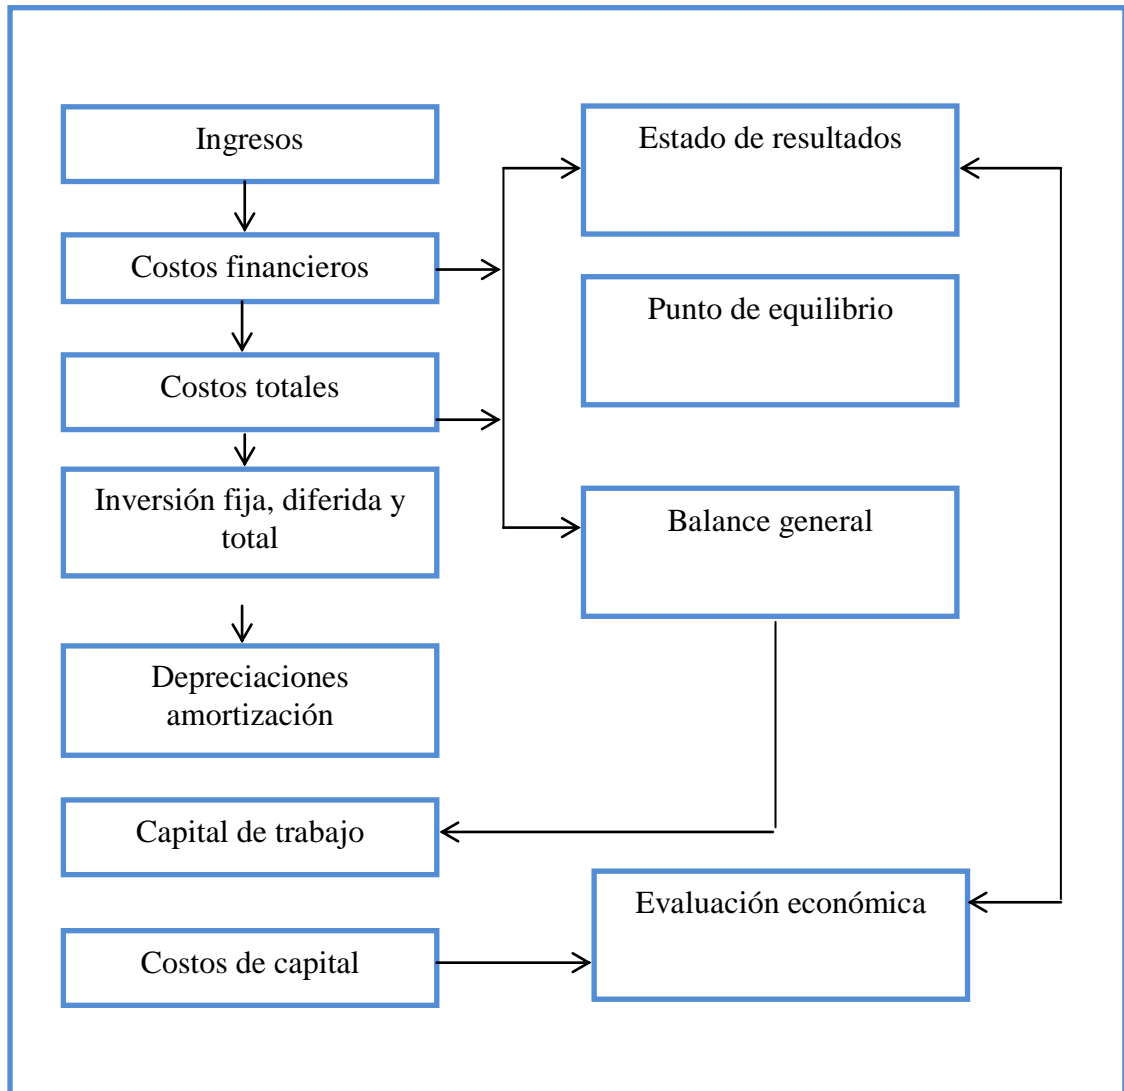 Ingresos
Costos financieros
Costos totales
Inversión fija, diferida y
total
Depreciaciones
amortización
Capital de trabajo
Costos de capital
Estado de resultados
Punto de equilibrio
Balance general
Evaluación económica